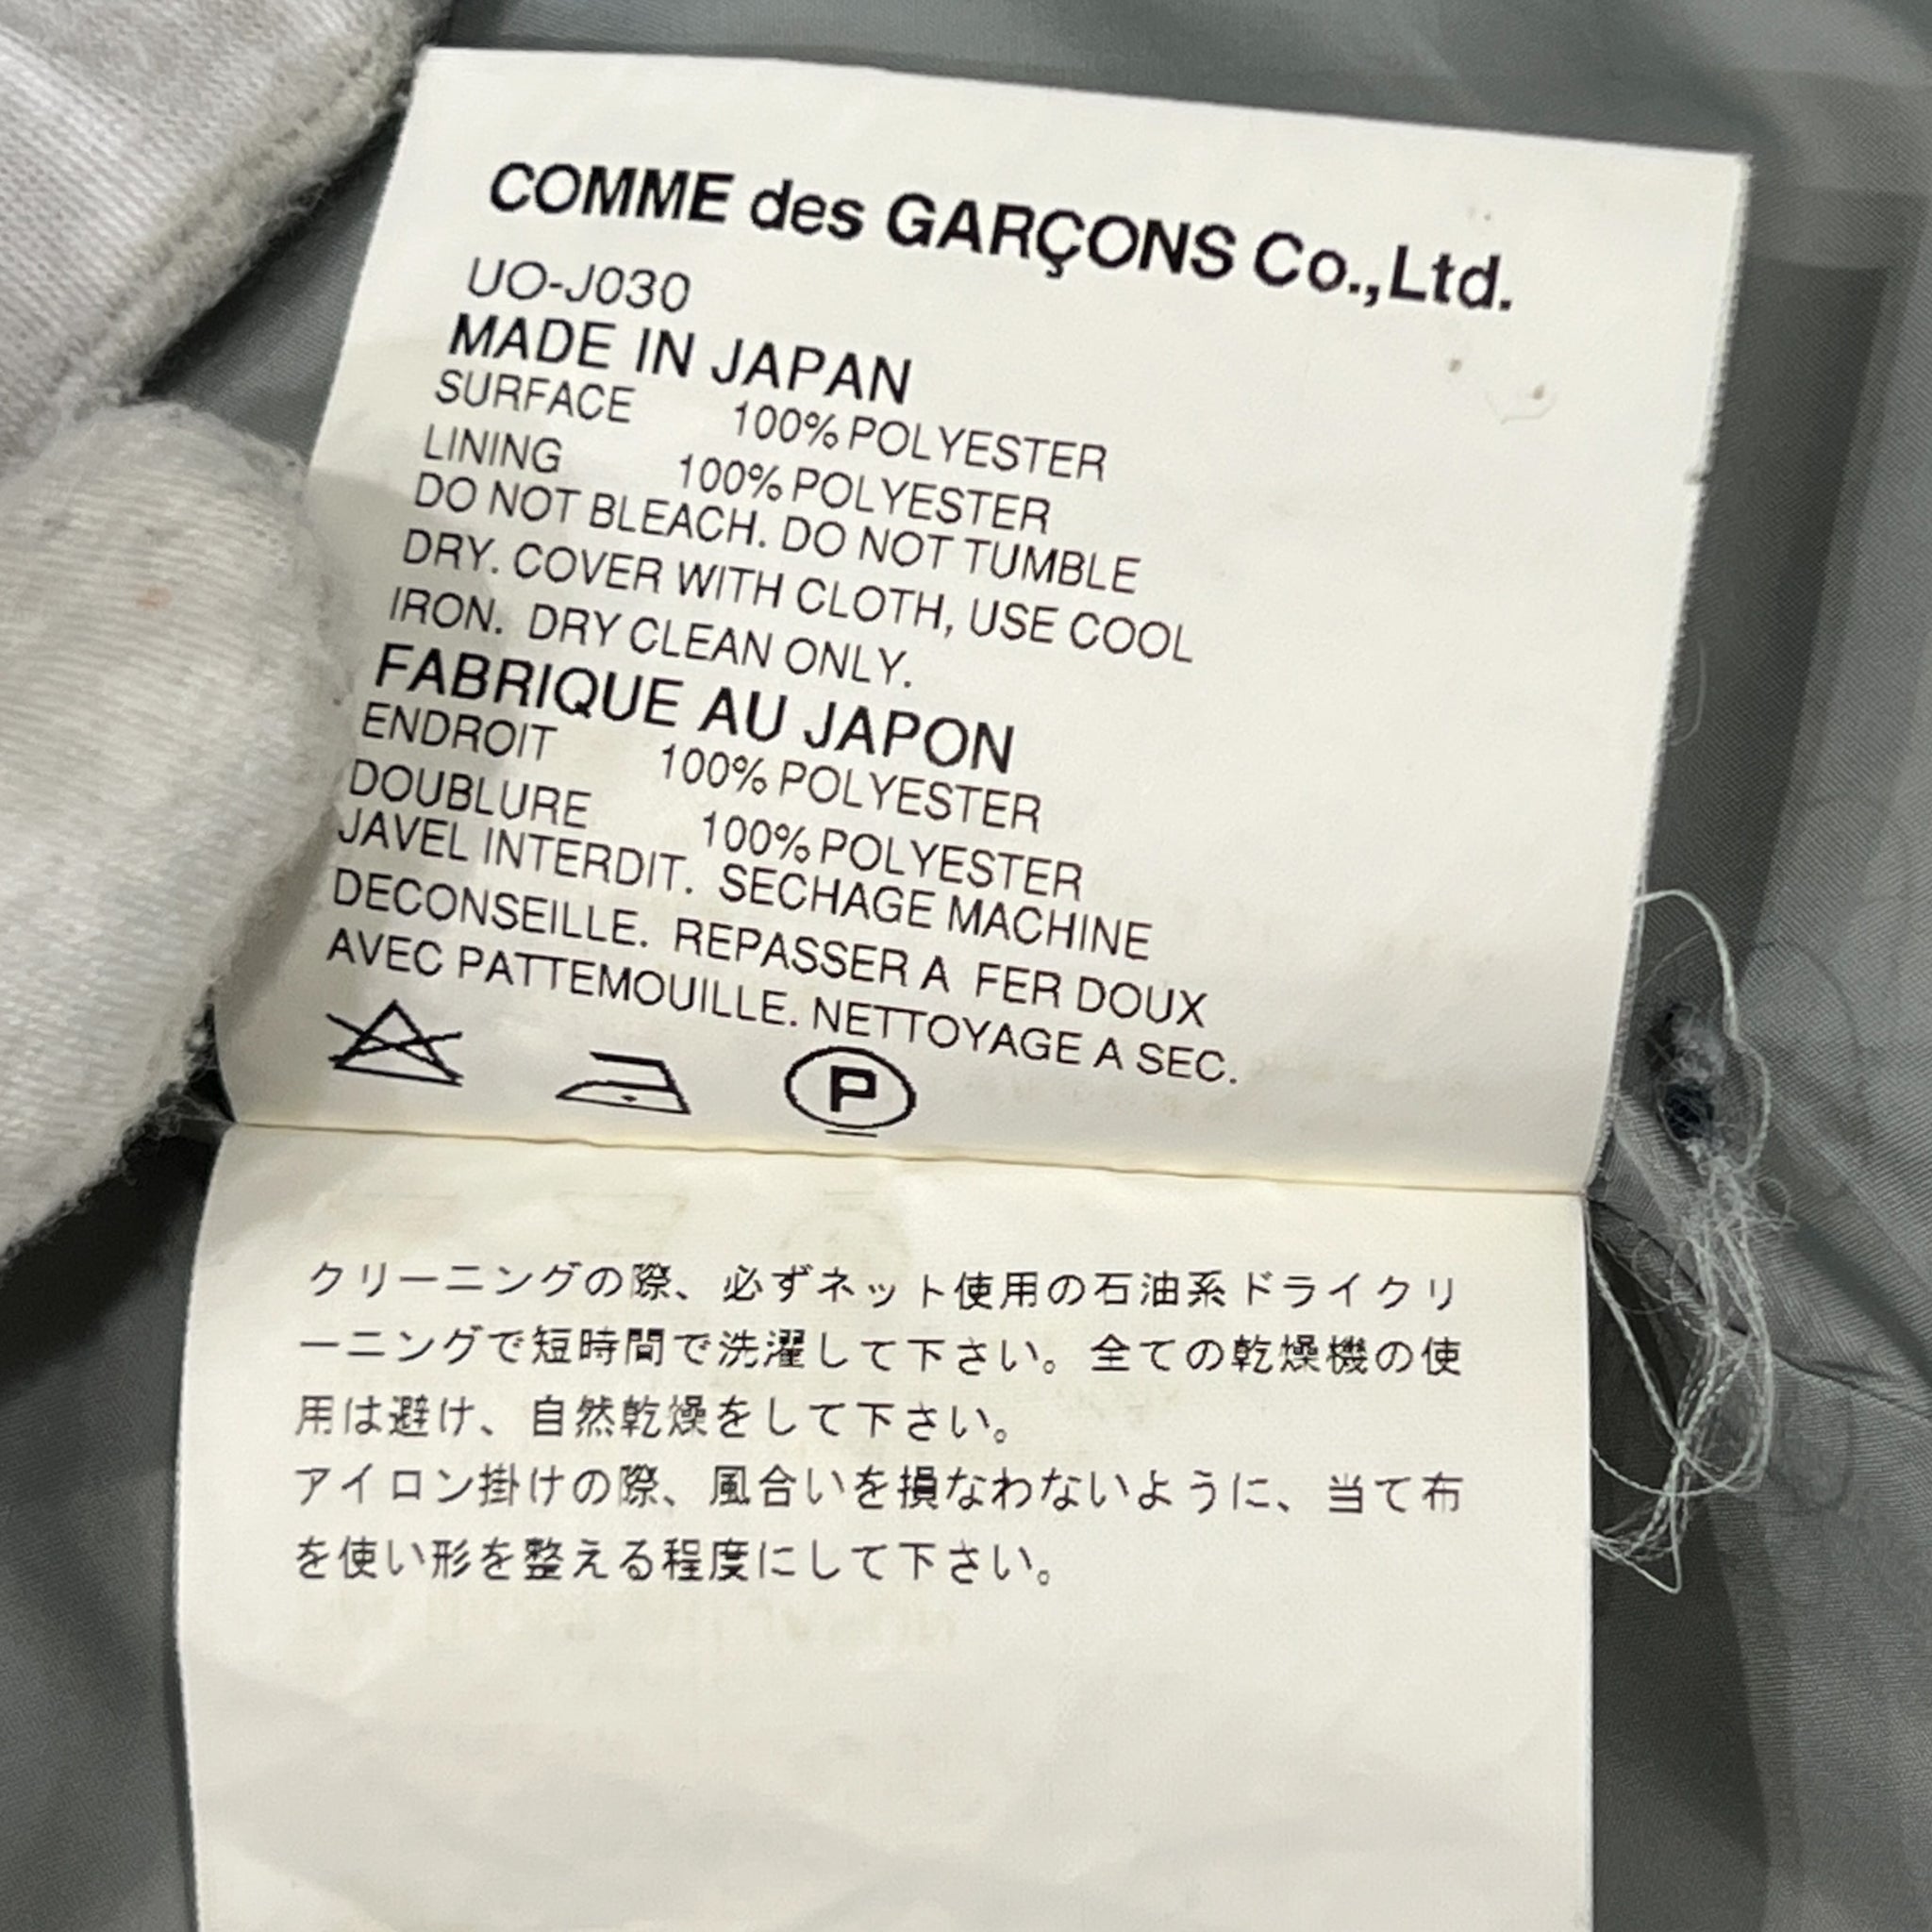 COMME des GARÇONS Co.,Ltd.
UO-J030
MADE IN JAPAN
SURFACE 100% POLYESTER
LINING 100% POLYESTER
DO NOT BLEACH. DO NOT TUMBLE
DRY. COVER WITH CLOTH, USE COOL
IRON. DRY CLEAN ONLY.
FABRIQUE AU JAPON
ENDROIT 100% POLYESTER
DOUBLURE 100% POLYESTER
JAVEL INTERDIT. SECHAGE MACHINE
DECONSEILLE. REPASSER A FER DOUX
AVEC PATTEMOUILLE. NETTOYAGE A SEC.
P
クリーニングの際、必ずネット使用の石油系ドライクリ
ーニングで短時間で洗濯して下さい。全ての乾燥機の使
用は避け、自然乾燥をして下さい。
アイロン掛けの際、風合いを損なわないように、当て布
を使い形を整える程度にして下さい。